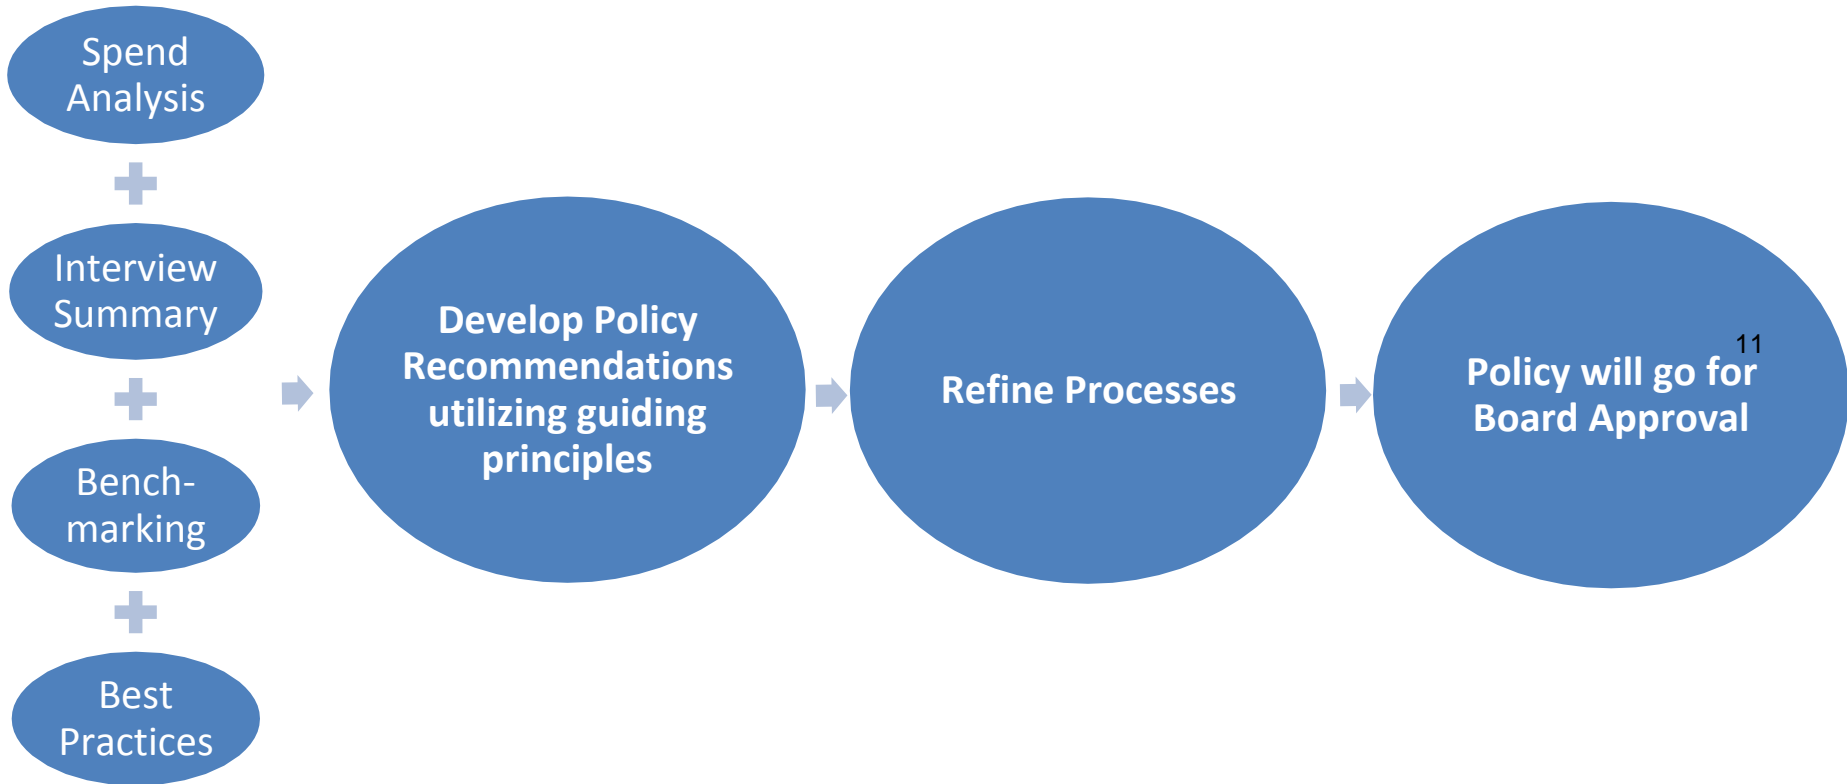 Spend
Analysis
Interview
Summary
Bench-
marking
Best
Practices
Develop Policy
Recommendations
utilizing guiding
principles
Refine Processes
11
Policy will go for
Board Approval